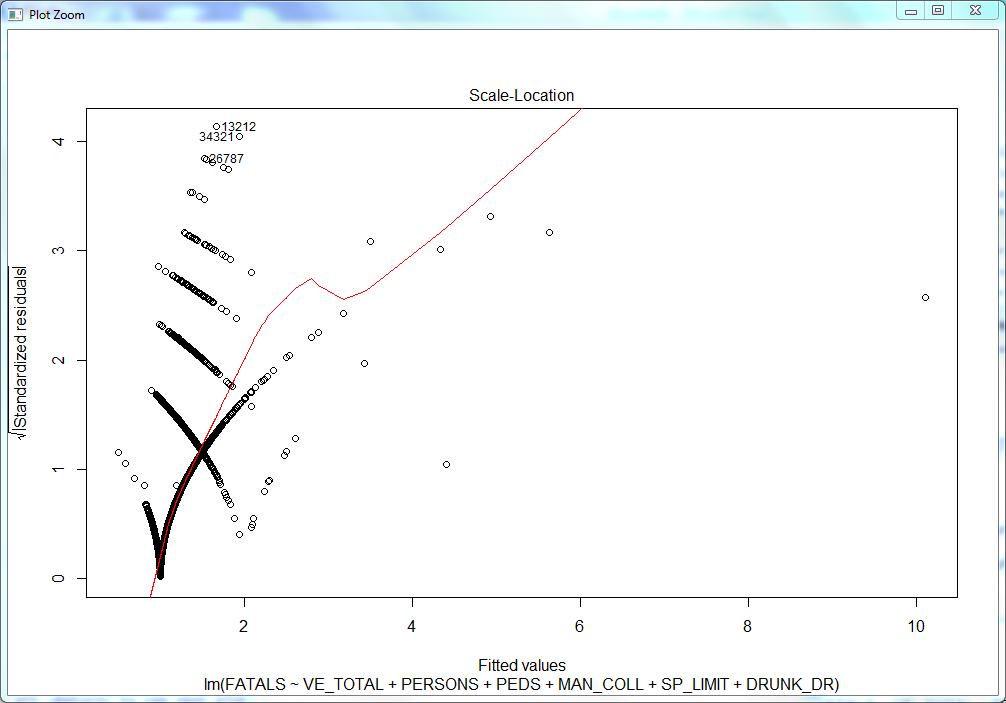 Plot Zoom
Scale-Location
√|Standardized residuals|
4
3
2
1
0
13212
34321
26787
2 4 6 8 10
Fitted values
lm(FATALS ~ VE_TOTAL + PERSONS + PEDS + MAN_COLL + SP_LIMIT + DRUNK_DR)